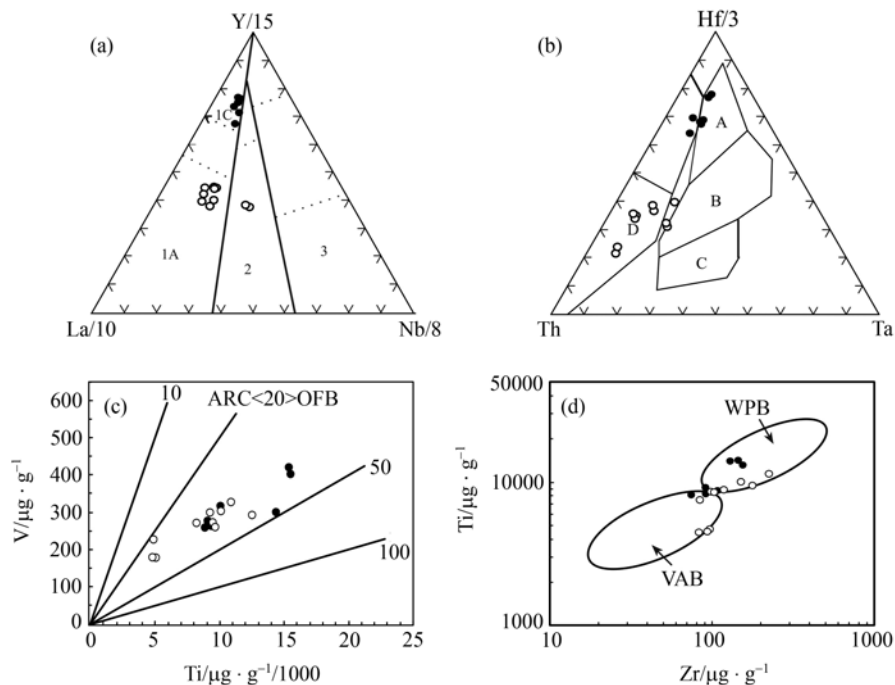 (a)
Y/15
1C
1A
2
3
La/10
Nb/8
(b)
Hf/3
A
B
C
D
Th
Ta
(c)
V/μg · g⁻¹
600
500
400
300
200
100
0
10
ARC<20>OFB
50
100
0 5 10 15 20 25
Ti/μg · g⁻¹/1000
(d)
Ti/μg · g⁻¹
50000
10000
1000
WPB
VAB
10 100 1000
Zr/μg · g⁻¹